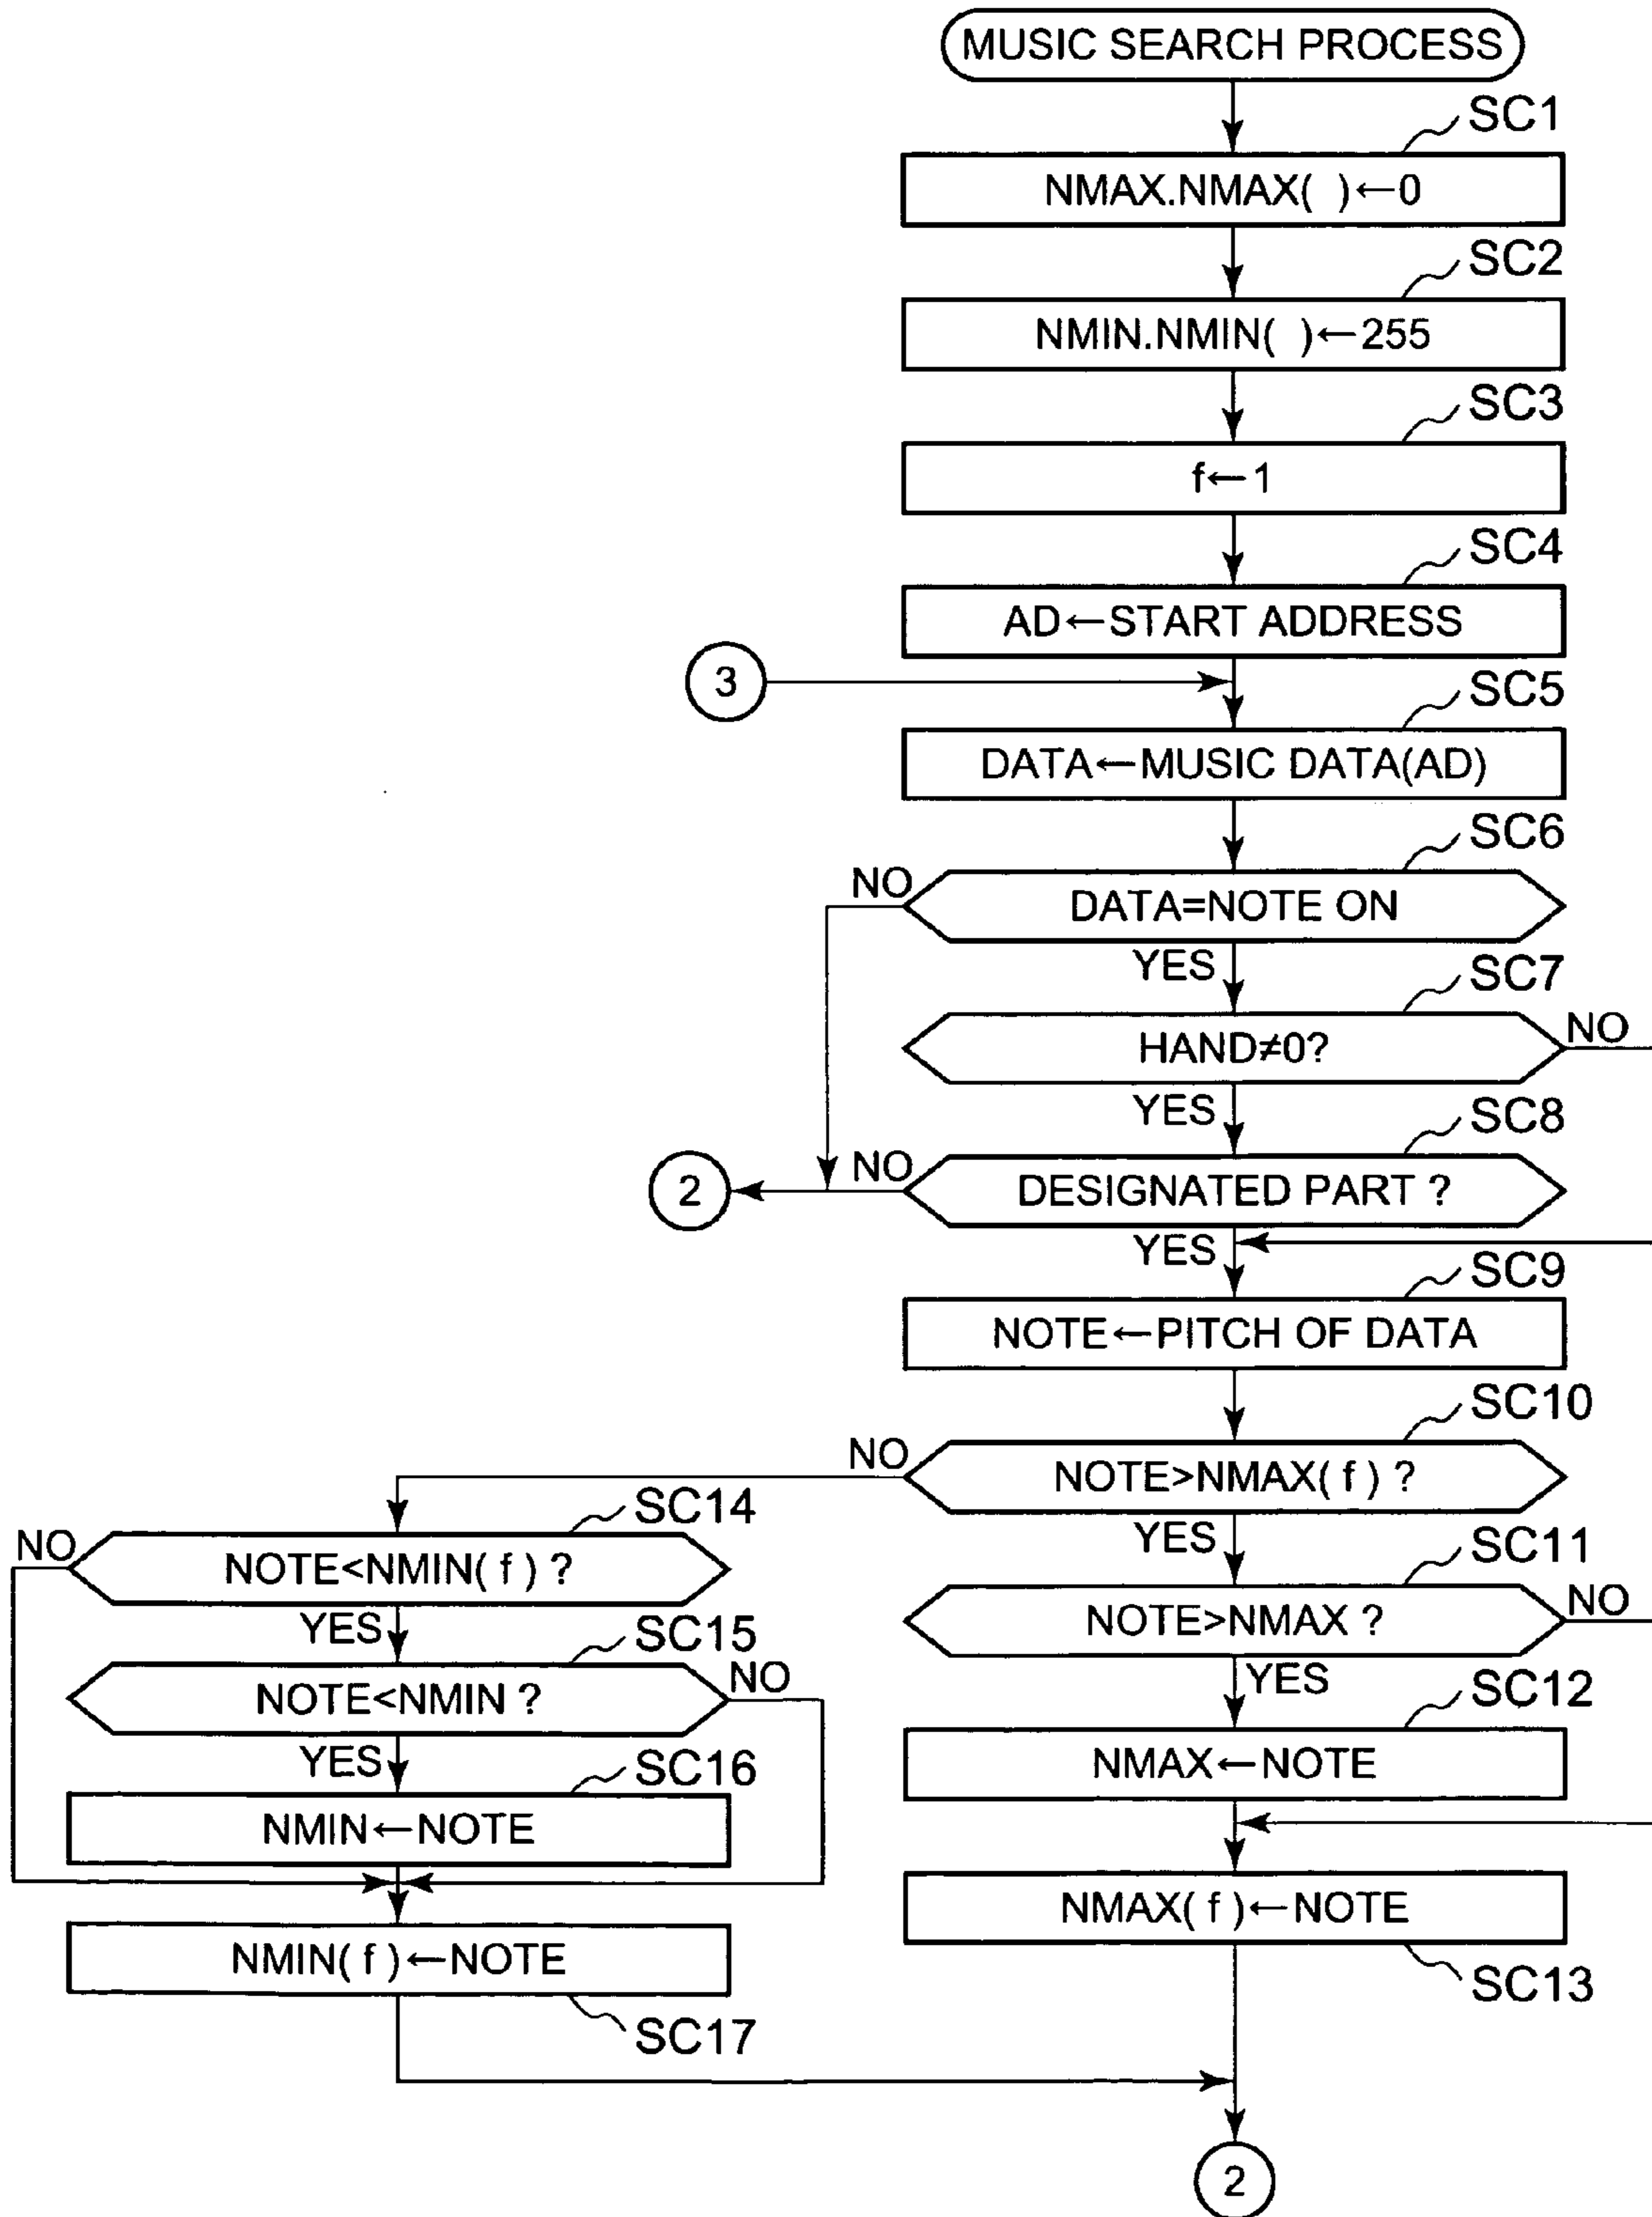 MUSIC SEARCH PROCESS
SC1
NMAX.NMAX( )←0
SC2
NMIN.NMIN( )←255
SC3
f←1
SC4
AD←START ADDRESS
3
SC5
DATA←MUSIC DATA(AD)
SC6
NO
DATA=NOTE ON
YES
SC7
HAND≠0?
NO
YES
SC8
2
NO
DESIGNATED PART ?
YES
SC9
NOTE←PITCH OF DATA
SC10
NO
NOTE>NMAX( f ) ?
YES
SC11
NOTE>NMAX ?
NO
YES
SC12
NMAX←NOTE
NMAX( f )←NOTE
SC13
SC14
NO
NOTE<NMIN( f ) ?
YES
SC15
NOTE<NMIN ?
NO
YES
SC16
NMIN←NOTE
NMIN( f )←NOTE
SC17
2